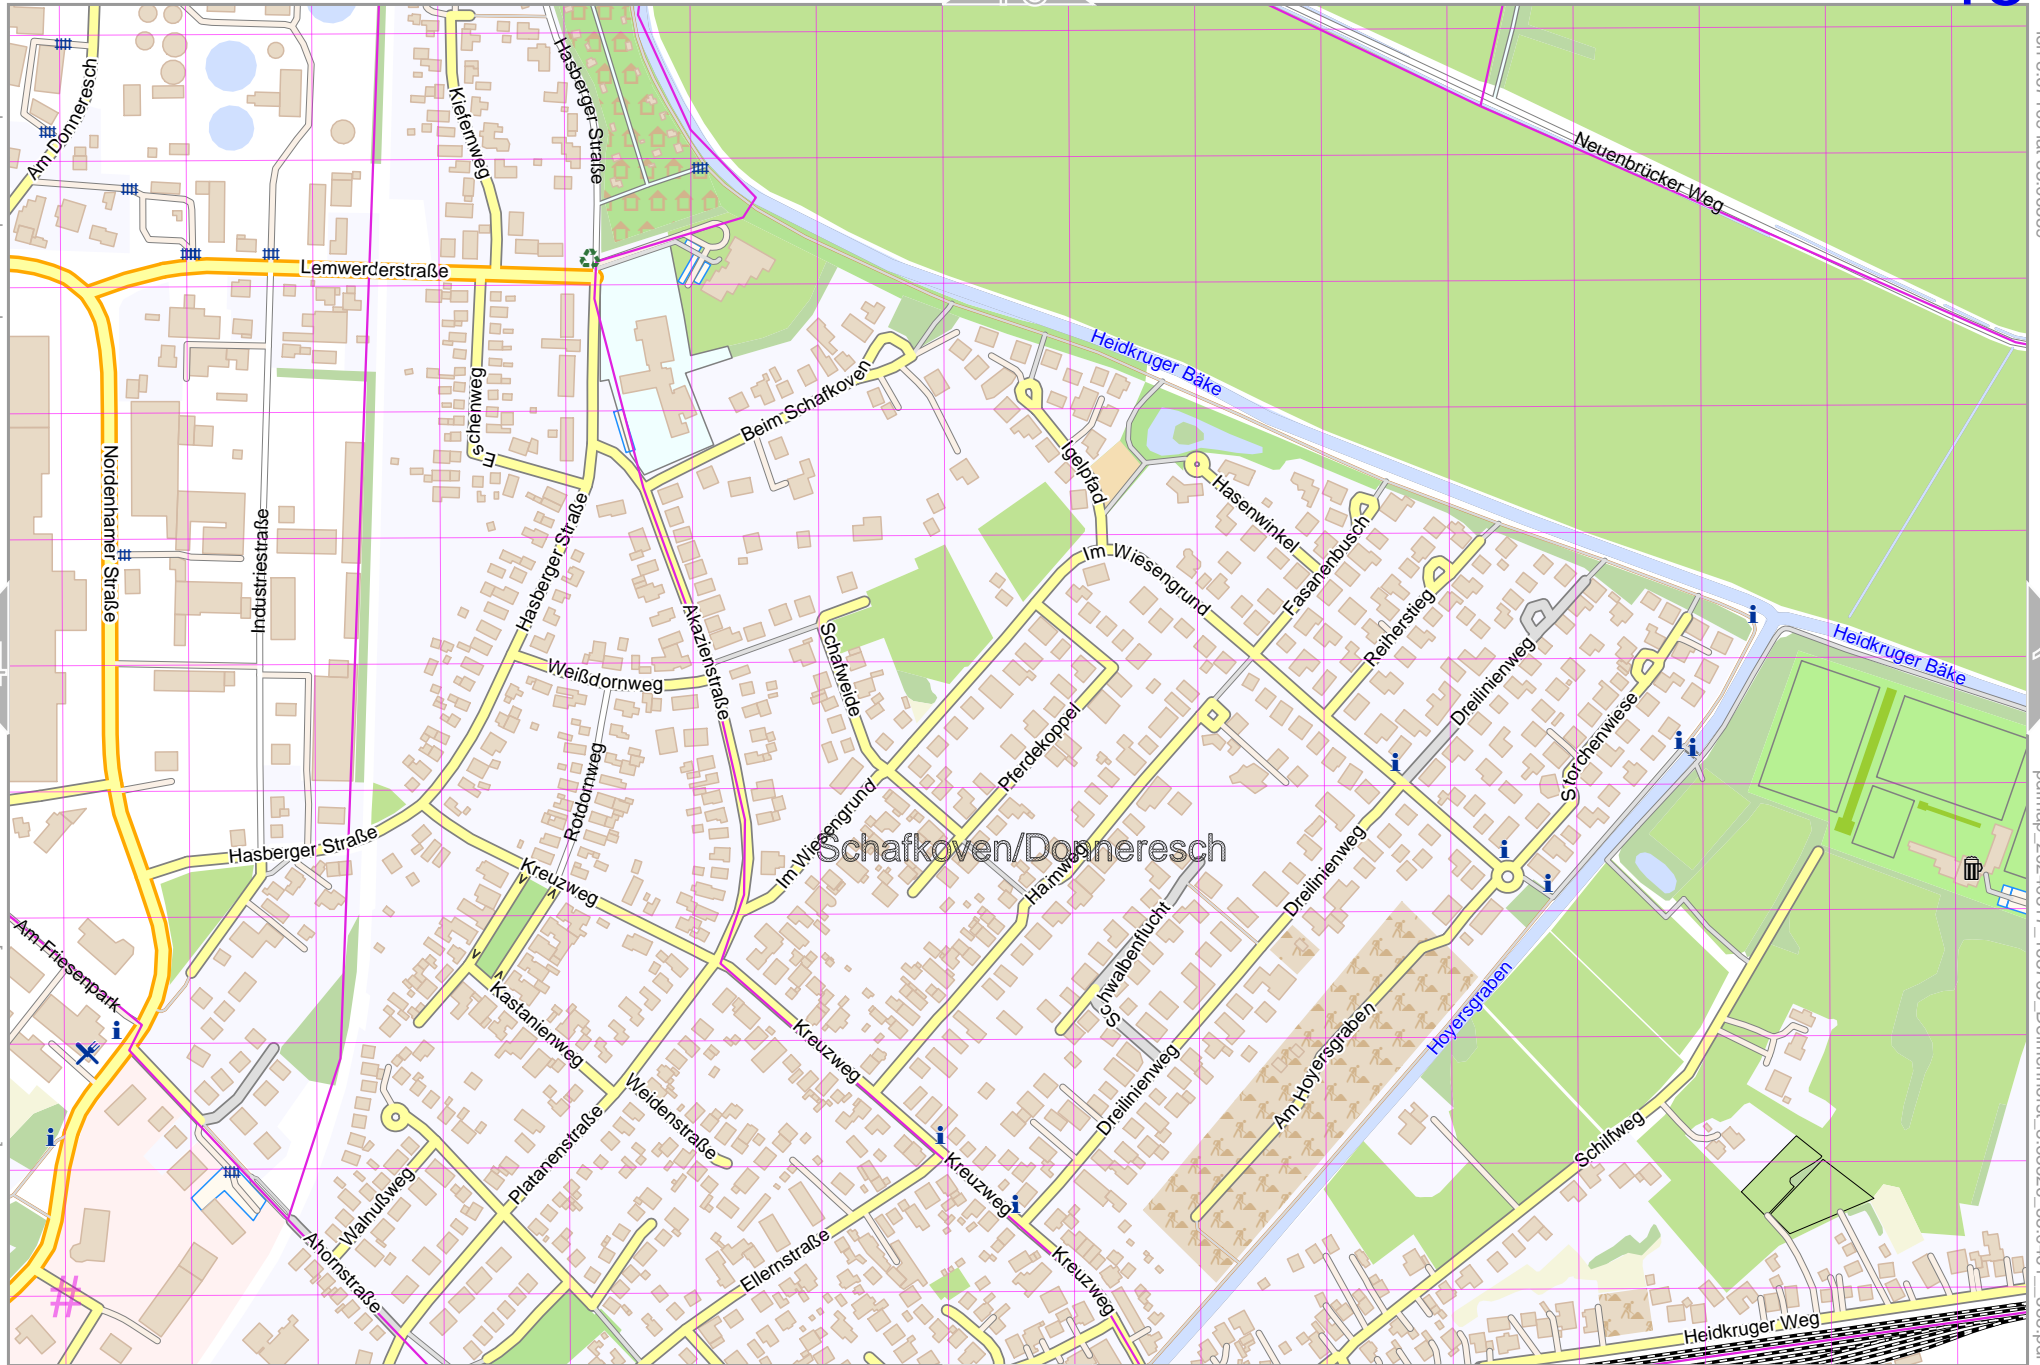 Hasberger Straße
Am Donneresch
Kiefernweg
Neuenbrücker Weg
Lemwerderstraße
Heidkruger Bäke
Eschenweg
Beim Schafkoven
Igelpfad
Hasenwinkel
Nordenhamer Straße
Industriestraße
Hasberger Straße
Im Wiesengrund
Fasanenbusch
Reiherstieg
Akazienstraße
Schafweide
Heidkruger Bäke
Weißdornweg
Dreilinienweg
Storchenwiese
Pferdekoppel
Rotdornweg
Im Wiesengrund
Schafkoven/Donneresch
Hasberger Straße
Kreuzweg
Haimweg
Dreilinienweg
Schwalbenflucht
Am Friesenpark
Kastanienweg
Kreuzweg
Hoyersgraben
Am Hoyersgraben
Weidenstraße
Dreilinienweg
Platanenstraße
Schilfweg
Walnußweg
Kreuzweg
Ahornstraße
Ellernstraße
Kreuzweg
Heidkruger Weg
#